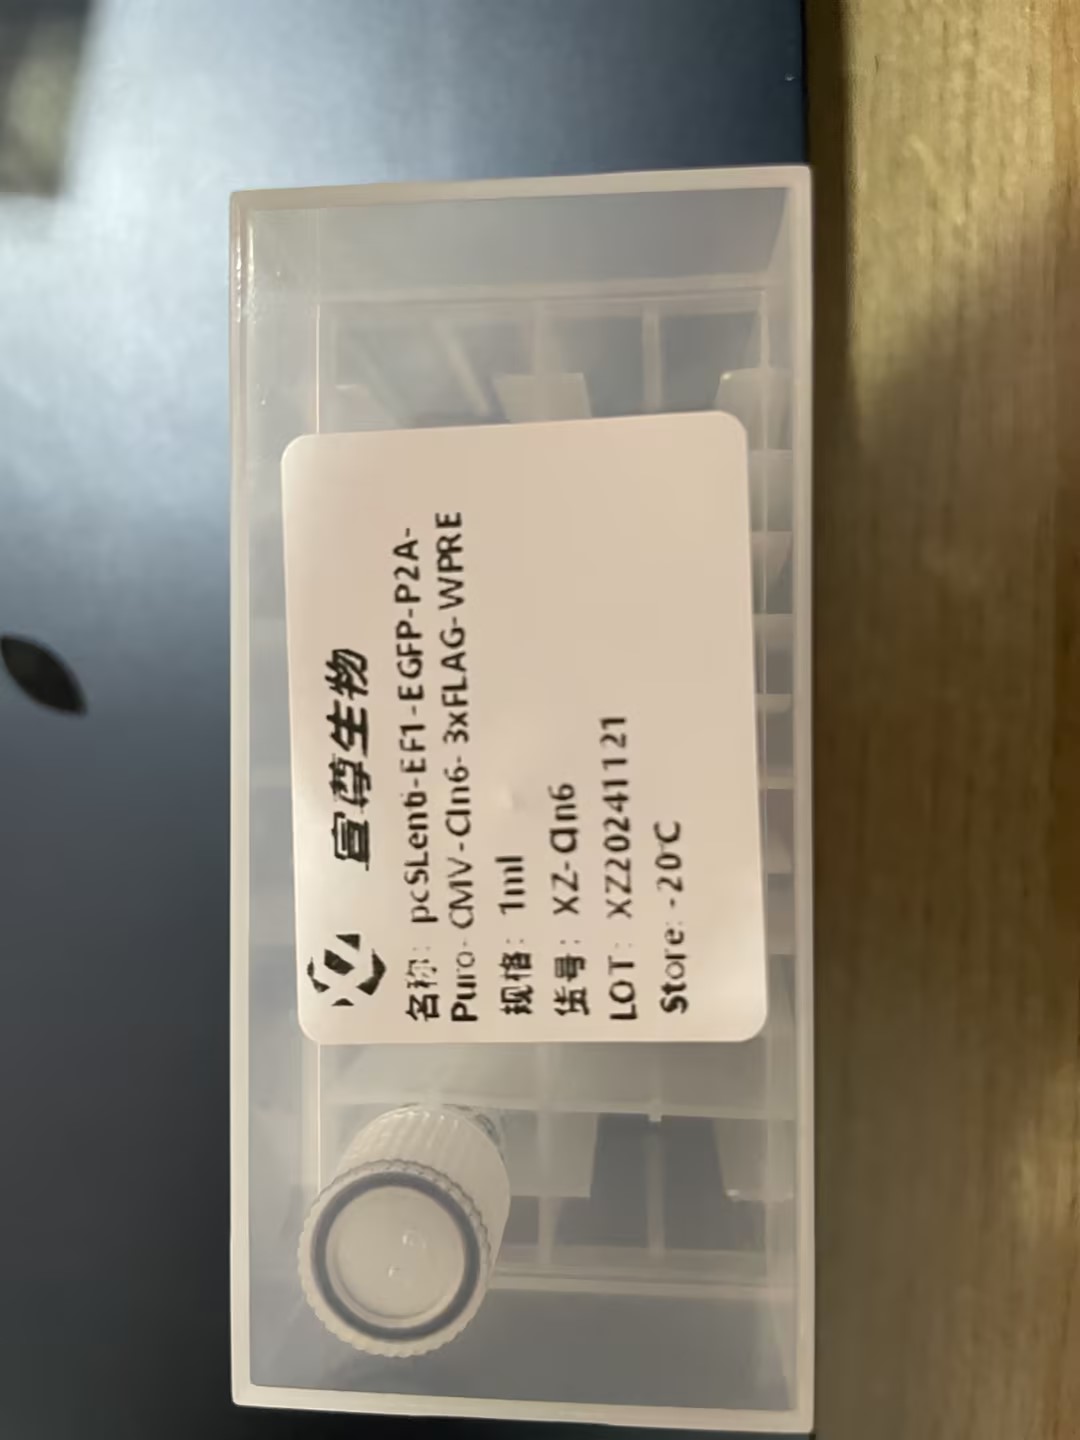 宣尊生物
名称：pcSLenti-EF1-EGFP-P2A-
Puro-CMV-Cln6-3xFLAG-WPRE
规格：1ml
货号：XZ-Cln6
LOT：XZ20241121
Store: -20℃